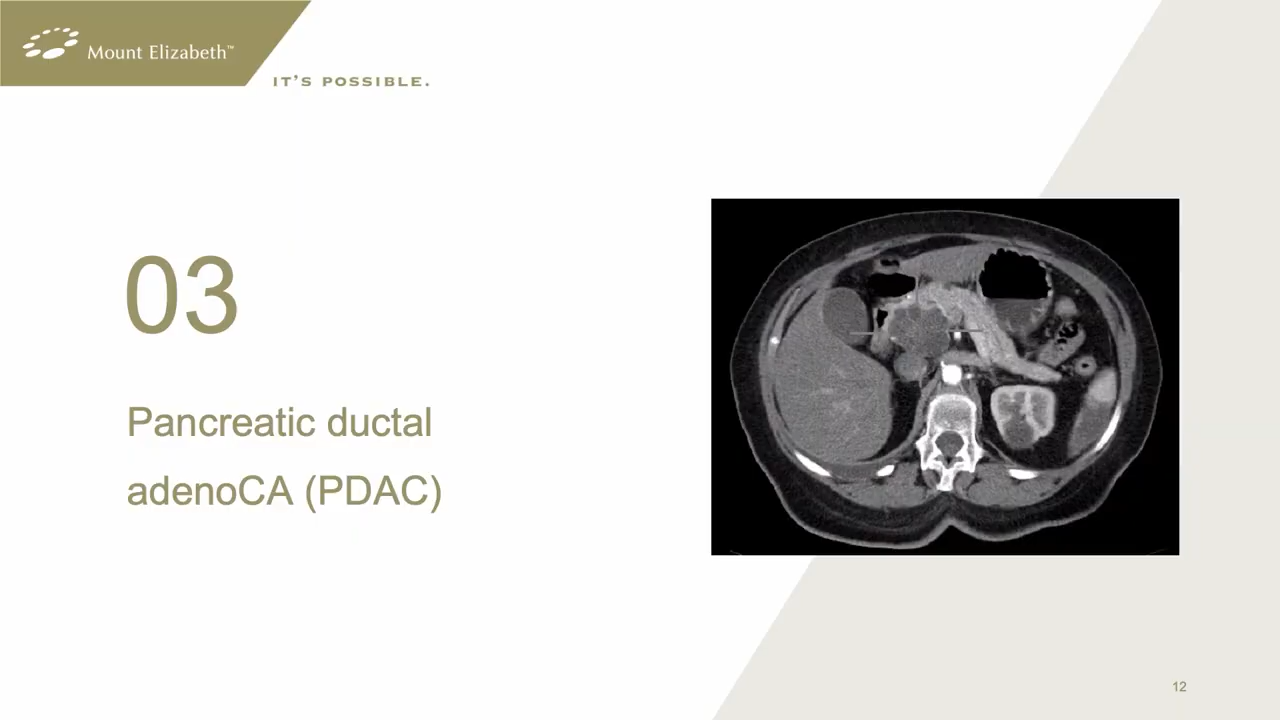 Mount Elizabeth™
IT'S POSSIBLE.
03
Pancreatic ductal
adenoCA (PDAC)
12